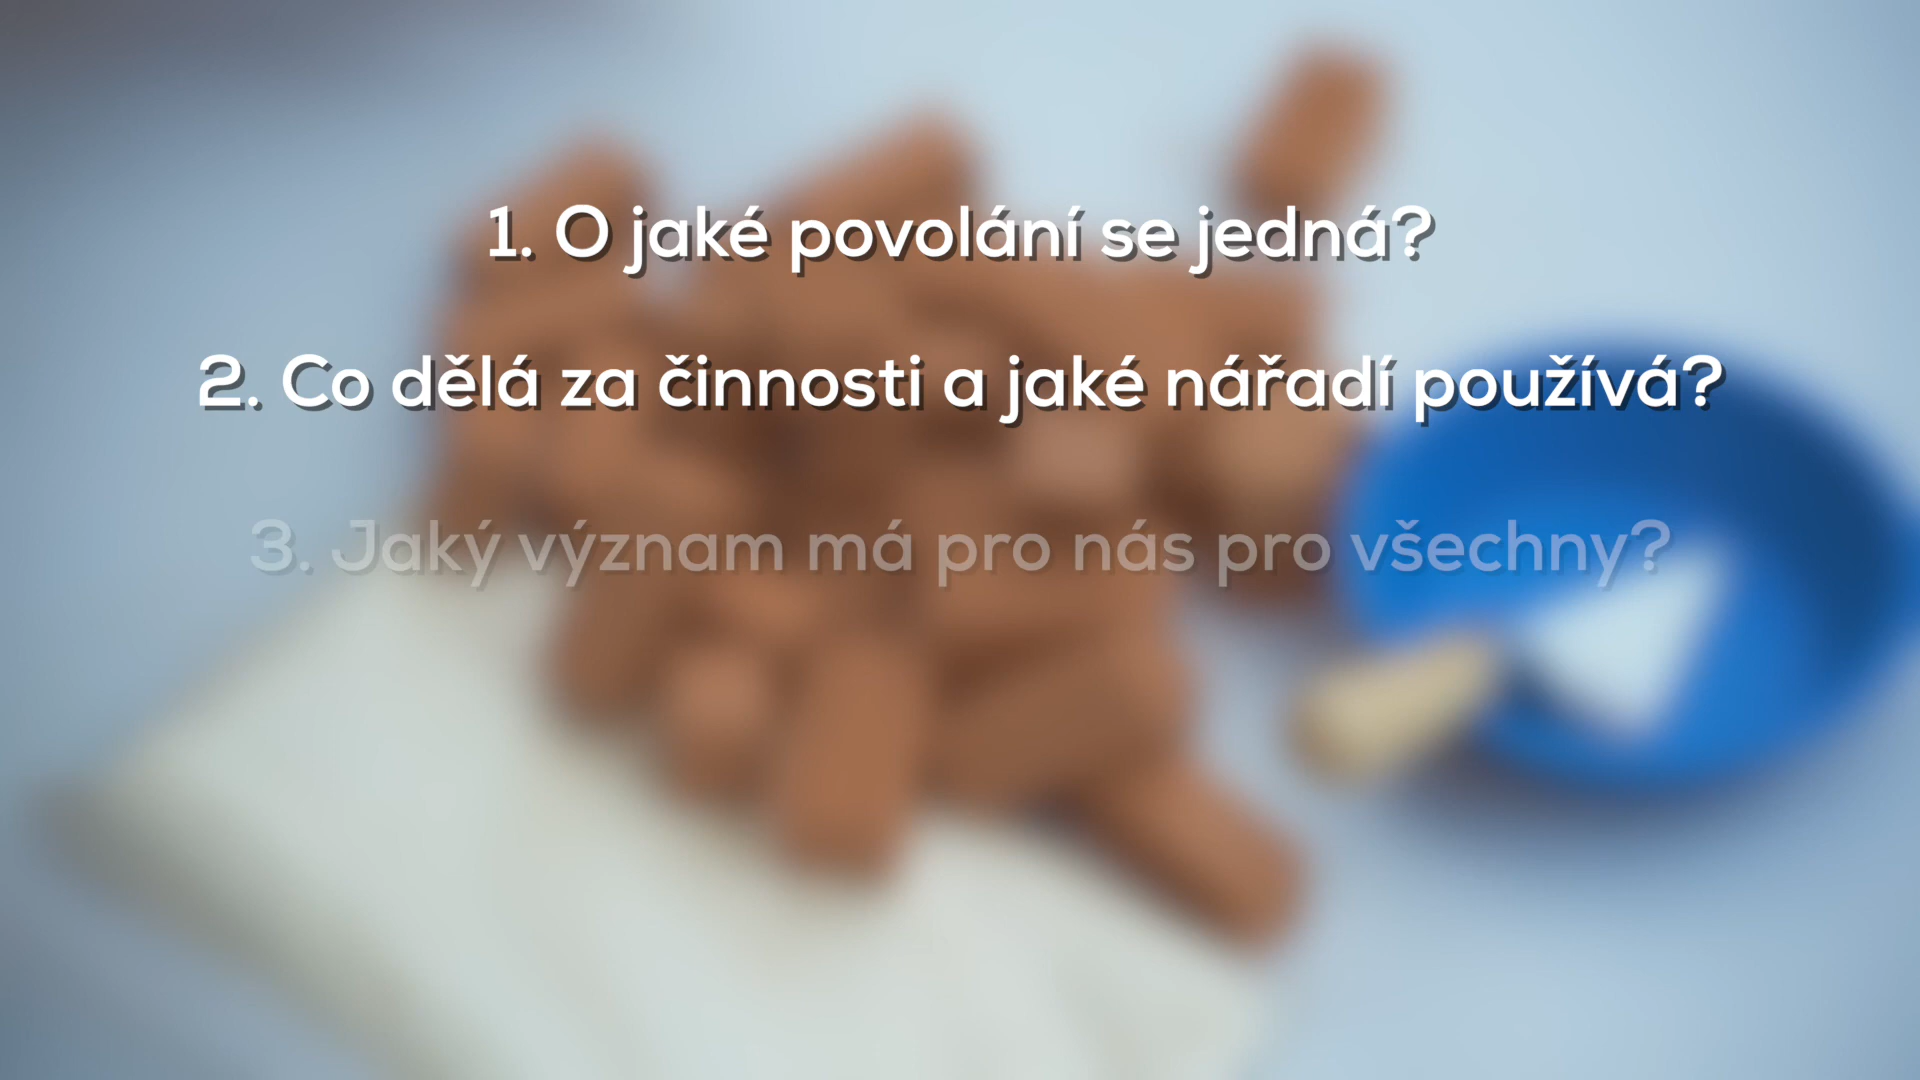 1. O jaké povolání se jedná?
2. Co dělá za činnosti a jaké nářadí používá?
3. Jaký význam má pro nás pro všechny?